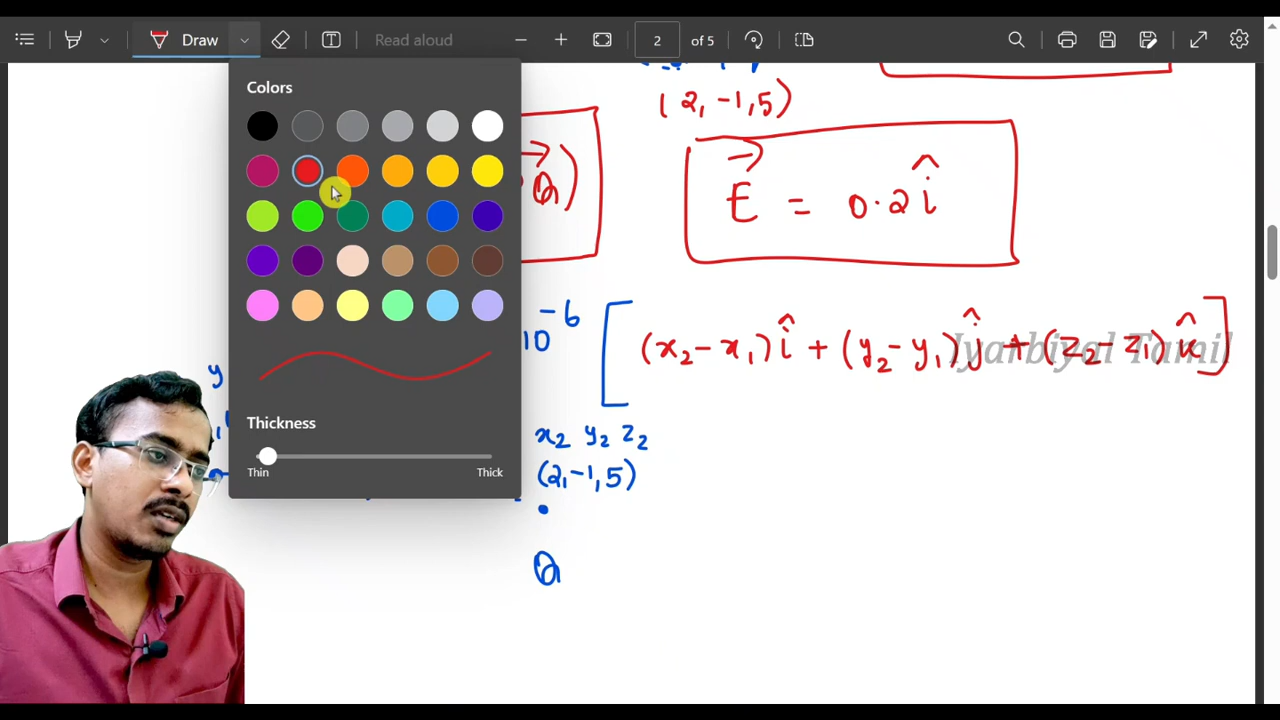 Draw
Read aloud
2 of 5
Colors
(2, -1, 5)
E⃗ = 0.2 î
Q⃗)
10⁻⁶ [ (x₂ - x₁) î + (y₂ - y₁) ĵ + (z₂ - z₁) k̂ ]
Jyarbiyal Tamil
y
x₂ y₂ z₂
(2, -1, 5)
Q
Thickness
Thin Thick